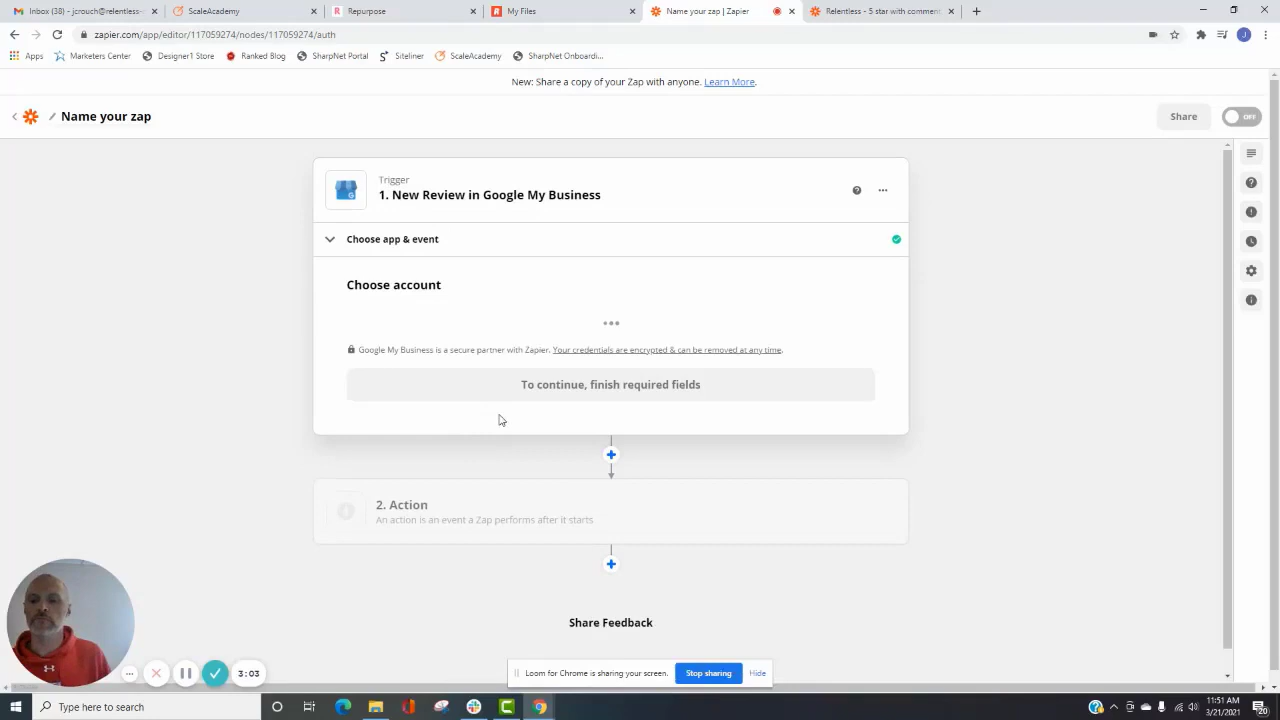 Inbox (38) - jcrouch@relentless-
ScaleAcademy
Repurpose
My Files
Name your zap | Zapier
Relentless - 5 star with comment
zapier.com/app/editor/117059274/nodes/117059274/auth
Apps
Marketers Center
Designer1 Store
Ranked Blog
SharpNet Portal
Siteliner
ScaleAcademy
SharpNet Onboardi...
New: Share a copy of your Zap with anyone. Learn More.
Name your zap
Share
OFF
Trigger
1. New Review in Google My Business
Choose app & event
Choose account
Google My Business is a secure partner with Zapier. Your credentials are encrypted & can be removed at any time.
To continue, finish required fields
2. Action
An action is an event a Zap performs after it starts
Share Feedback
3:03
Loom for Chrome is sharing your screen.
Stop sharing
Hide
Type here to search
11:51 AM
3/21/2021
20